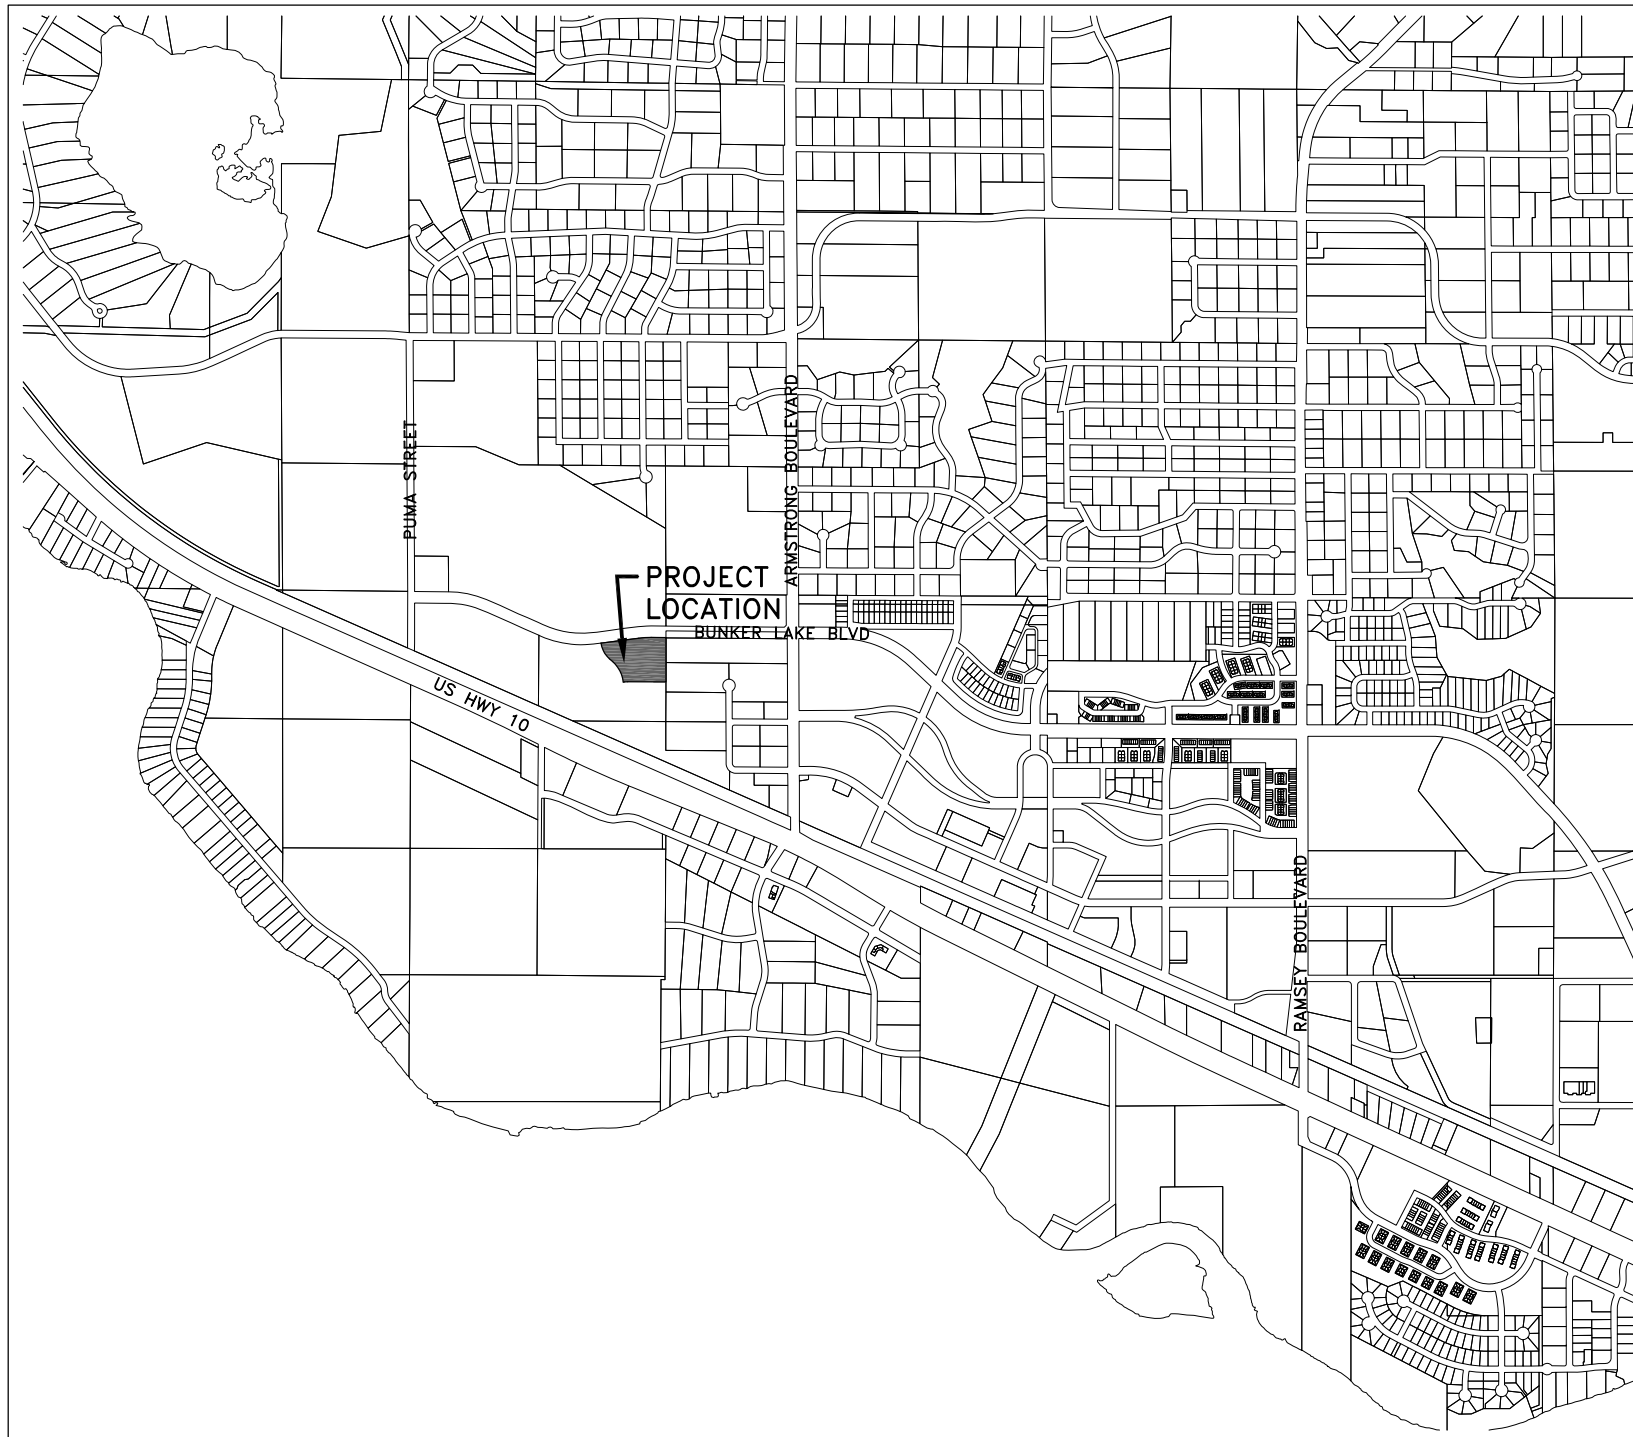 PUMA STREET
ARMSTRONG BOULEVARD
PROJECT
LOCATION
BUNKER LAKE BLVD
US HWY 10
RAMSEY BOULEVARD